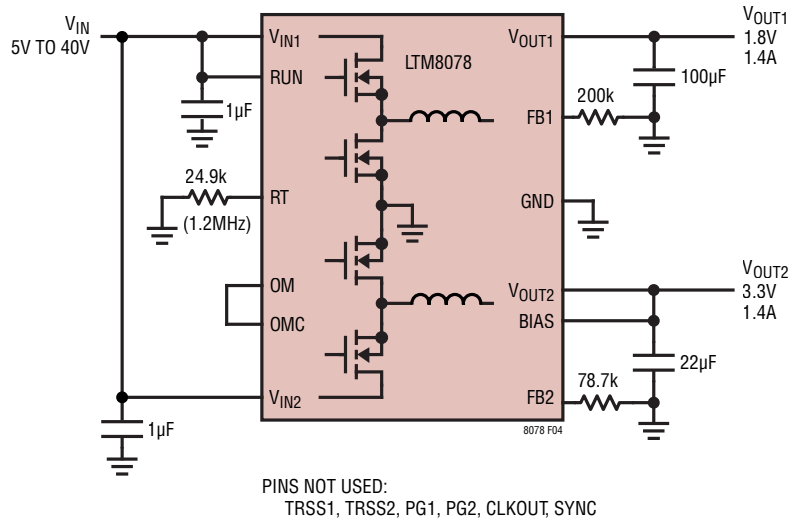 VIN
5V TO 40V
VIN1
RUN
1µF
24.9k
(1.2MHz)
RT
OM
OMC
VIN2
1µF
LTM8078
VOUT1
FB1
200k
100µF
VOUT1
1.8V
1.4A
GND
VOUT2
BIAS
FB2
78.7k
22µF
VOUT2
3.3V
1.4A
8078 F04
PINS NOT USED:
TRSS1, TRSS2, PG1, PG2, CLKOUT, SYNC